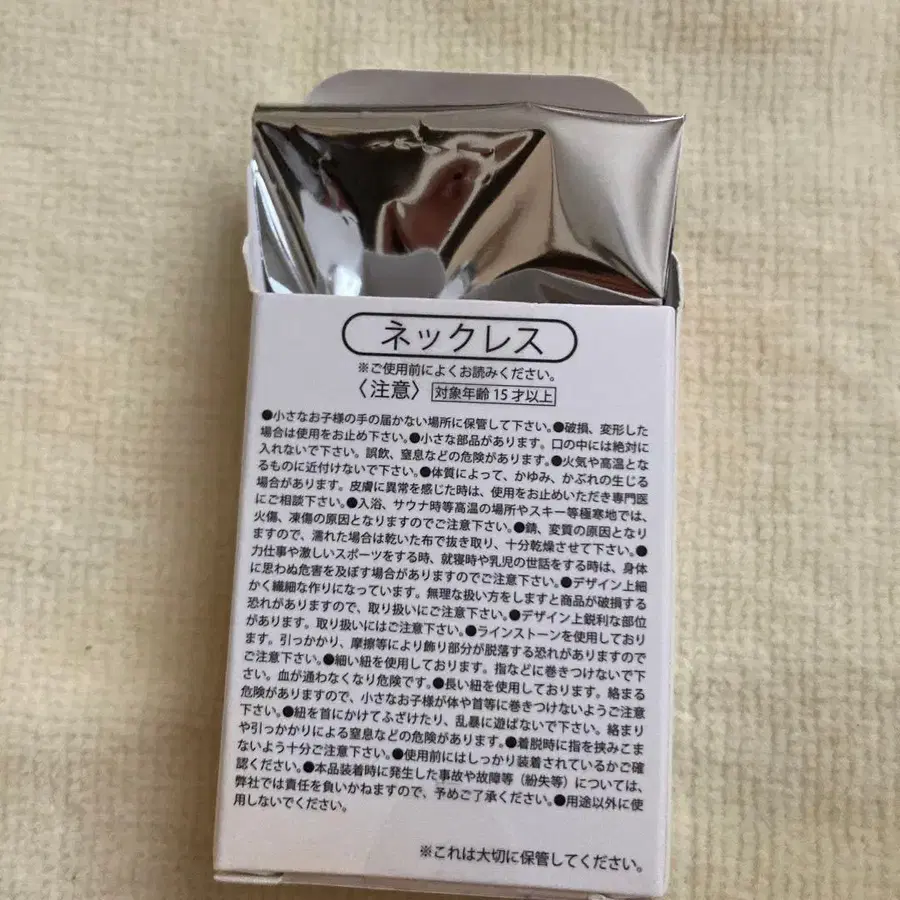 ネックレス
※ご使用前によくお読みください。
〈注意〉 対象年齢15才以上
●小さなお子様の手の届かない場所に保管して下さい。●破損、変形した
場合は使用をお止め下さい。●小さな部品があります。口の中には絶対に
入れないで下さい。誤飲、窒息などの危険があります。●火気や高温とな
るものに近付けないで下さい。●体質によって、かゆみ、かぶれの生じる
場合があります。皮膚に異常を感じた時は、使用をお止めいただき専門医
にご相談下さい。●入浴、サウナ時等高温の場所やスキー等極寒地では、
火傷、凍傷の原因となりますのでご注意下さい。●錆、変質の原因となり
ますので、濡れた場合は乾いた布で抜き取り、十分乾燥させて下さい。●
力仕事や激しいスポーツをする時、就寝時や乳児の世話をする時は、身体
に思わぬ危害を及ぼす場合がありますのでご注意下さい。●デザイン上細
かく繊細な作りになっています。無理な扱い方をしますと商品が破損する
恐れがありますので、取り扱いにご注意下さい。●デザイン上鋭利な部位
があります。取り扱いにはご注意下さい。●ラインストーンを使用しており
ます。引っかかり、摩擦等により飾り部分が脱落する恐れがありますので
ご注意下さい。●細い紐を使用しております。指などに巻きつけないで下
さい。血が通わなくなり危険です。●長い紐を使用しております。絡まる
危険がありますので、小さなお子様が体や首等に巻きつけないようご注意
下さい。●紐を首にかけてふざけたり、乱暴に遊ばないで下さい。絡まり
や引っかかりによる窒息などの危険があります。●着脱時に指を挟みこま
ないよう十分ご注意下さい。●使用前にはしっかり装着されているかご確
認ください。●本品装着時に発生した事故や故障等（紛失等）については、
弊社では責任を負いかねますので、予めご了承ください。●用途以外に使
用しないでください。
※これは大切に保管してください。